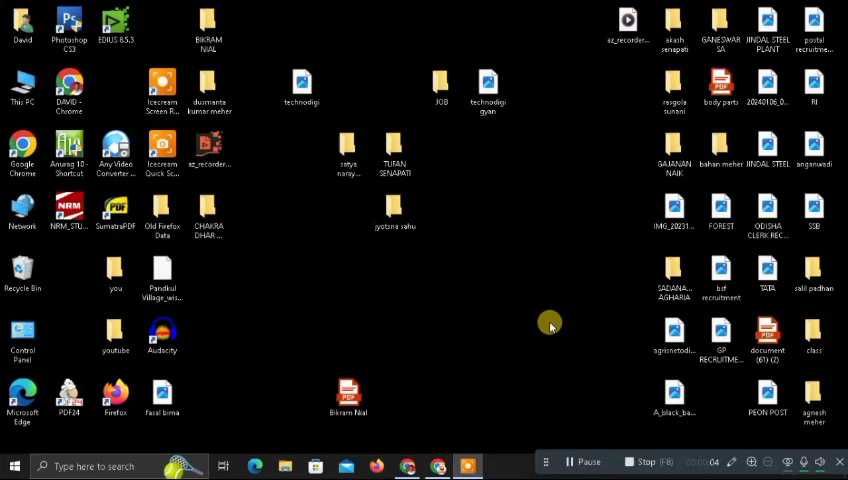 David
Photoshop CS3
EDIUS 8.5.3
BIKRAM NIAL
az_recorder...
akash senapati
GANESWAR SA
JINDAL STEEL PLANT
postal recruitme...
This PC
DAVID - Chrome
Icecream Screen R...
dusmanta kumar meher
technodigi
JOB
technodigi gyan
rasgola sunani
body parts
20240106_0...
RI
Google Chrome
Anurag 10 - Shortcut
Any Video Converter ...
Icecream Quick Sc...
az_recorder...
satya naray...
TUFAN SENAPATI
GAJANAN NAIK
bahan meher
JINDAL STEEL
anganwadi
Network
NRM_STU...
SumatraPDF
Old Firefox Data
CHAKRA DHAR ...
jyotsna sahu
IMG_20231...
FOREST
ODISHA CLERK REC...
SSB
Recycle Bin
you
Pandkul Village_wis...
SADANA... AGHARIA
bsf recruitment
TATA
salil padhan
Control Panel
youtube
Audacity
agrisnetodi...
GP RECRUITME...
document (61) (2)
class
Microsoft Edge
PDF24
Firefox
fasal bima
Bikram Nial
A_black_ba...
PEON POST
agnesh meher
Type here to search
Pause
Stop (F8)